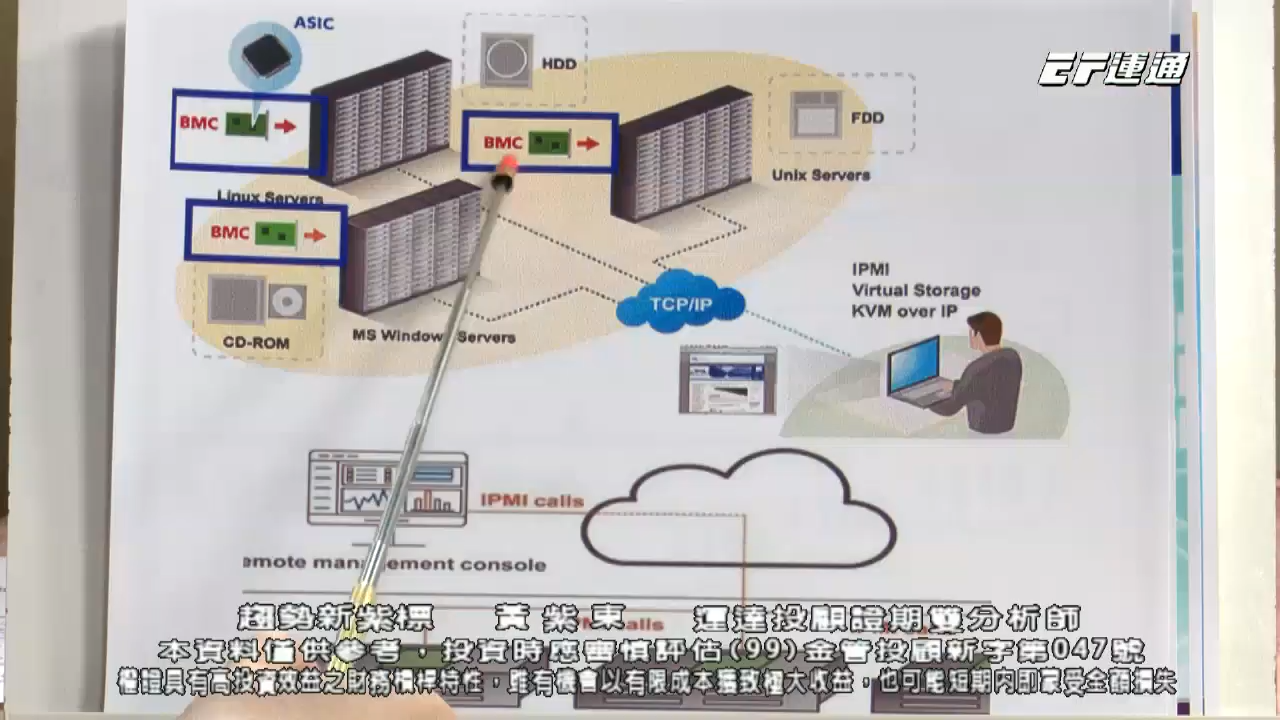 ASIC
HDD
EF運通
BMC
BMC
FDD
Linux Servers
Unix Servers
BMC
TCP/IP
IPMI
Virtual Storage
KVM over IP
CD-ROM
MS Window Servers
IPMI calls
emote management console
alls
趨勢新紫標 黃紫東 運達投顧證期雙分析師
本資料僅供參考，投資時應審慎評估(99)金管投顧新字第047號
權證具有高投資效益之財務槓桿特性，雖有機會以有限成本獲致極大收益，也可能短期內即蒙受全額損失